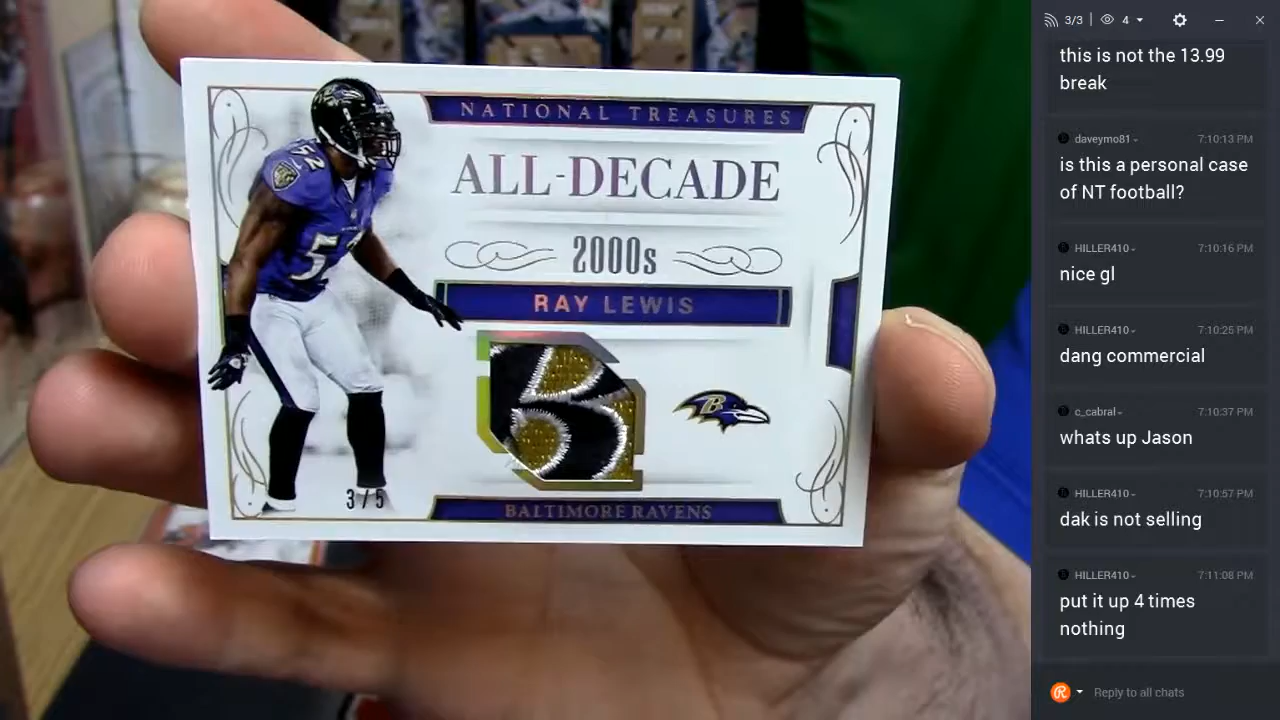 NATIONAL TREASURES
ALL-DECADE
2000s
RAY LEWIS
52
52
B
3/5
BALTIMORE RAVENS
3/3 4
this is not the 13.99
break
daveymo81 7:10:13 PM
is this a personal case
of NT football?
HILLER410 7:10:16 PM
nice gl
HILLER410 7:10:25 PM
dang commercial
c_cabral 7:10:37 PM
whats up Jason
HILLER410 7:10:57 PM
dak is not selling
HILLER410 7:11:08 PM
put it up 4 times
nothing
Reply to all chats